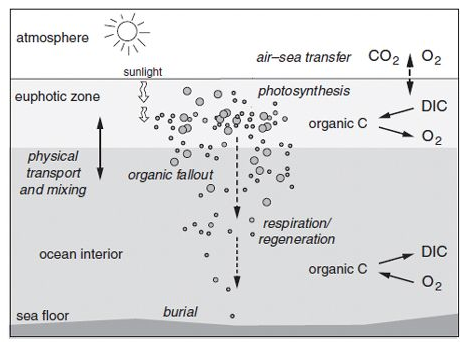 atmosphere
air–sea transfer
CO2
O2
sunlight
euphotic zone
photosynthesis
DIC
organic C
O2
physical
transport
and mixing
organic fallout
respiration/
regeneration
ocean interior
DIC
organic C
O2
sea floor
burial